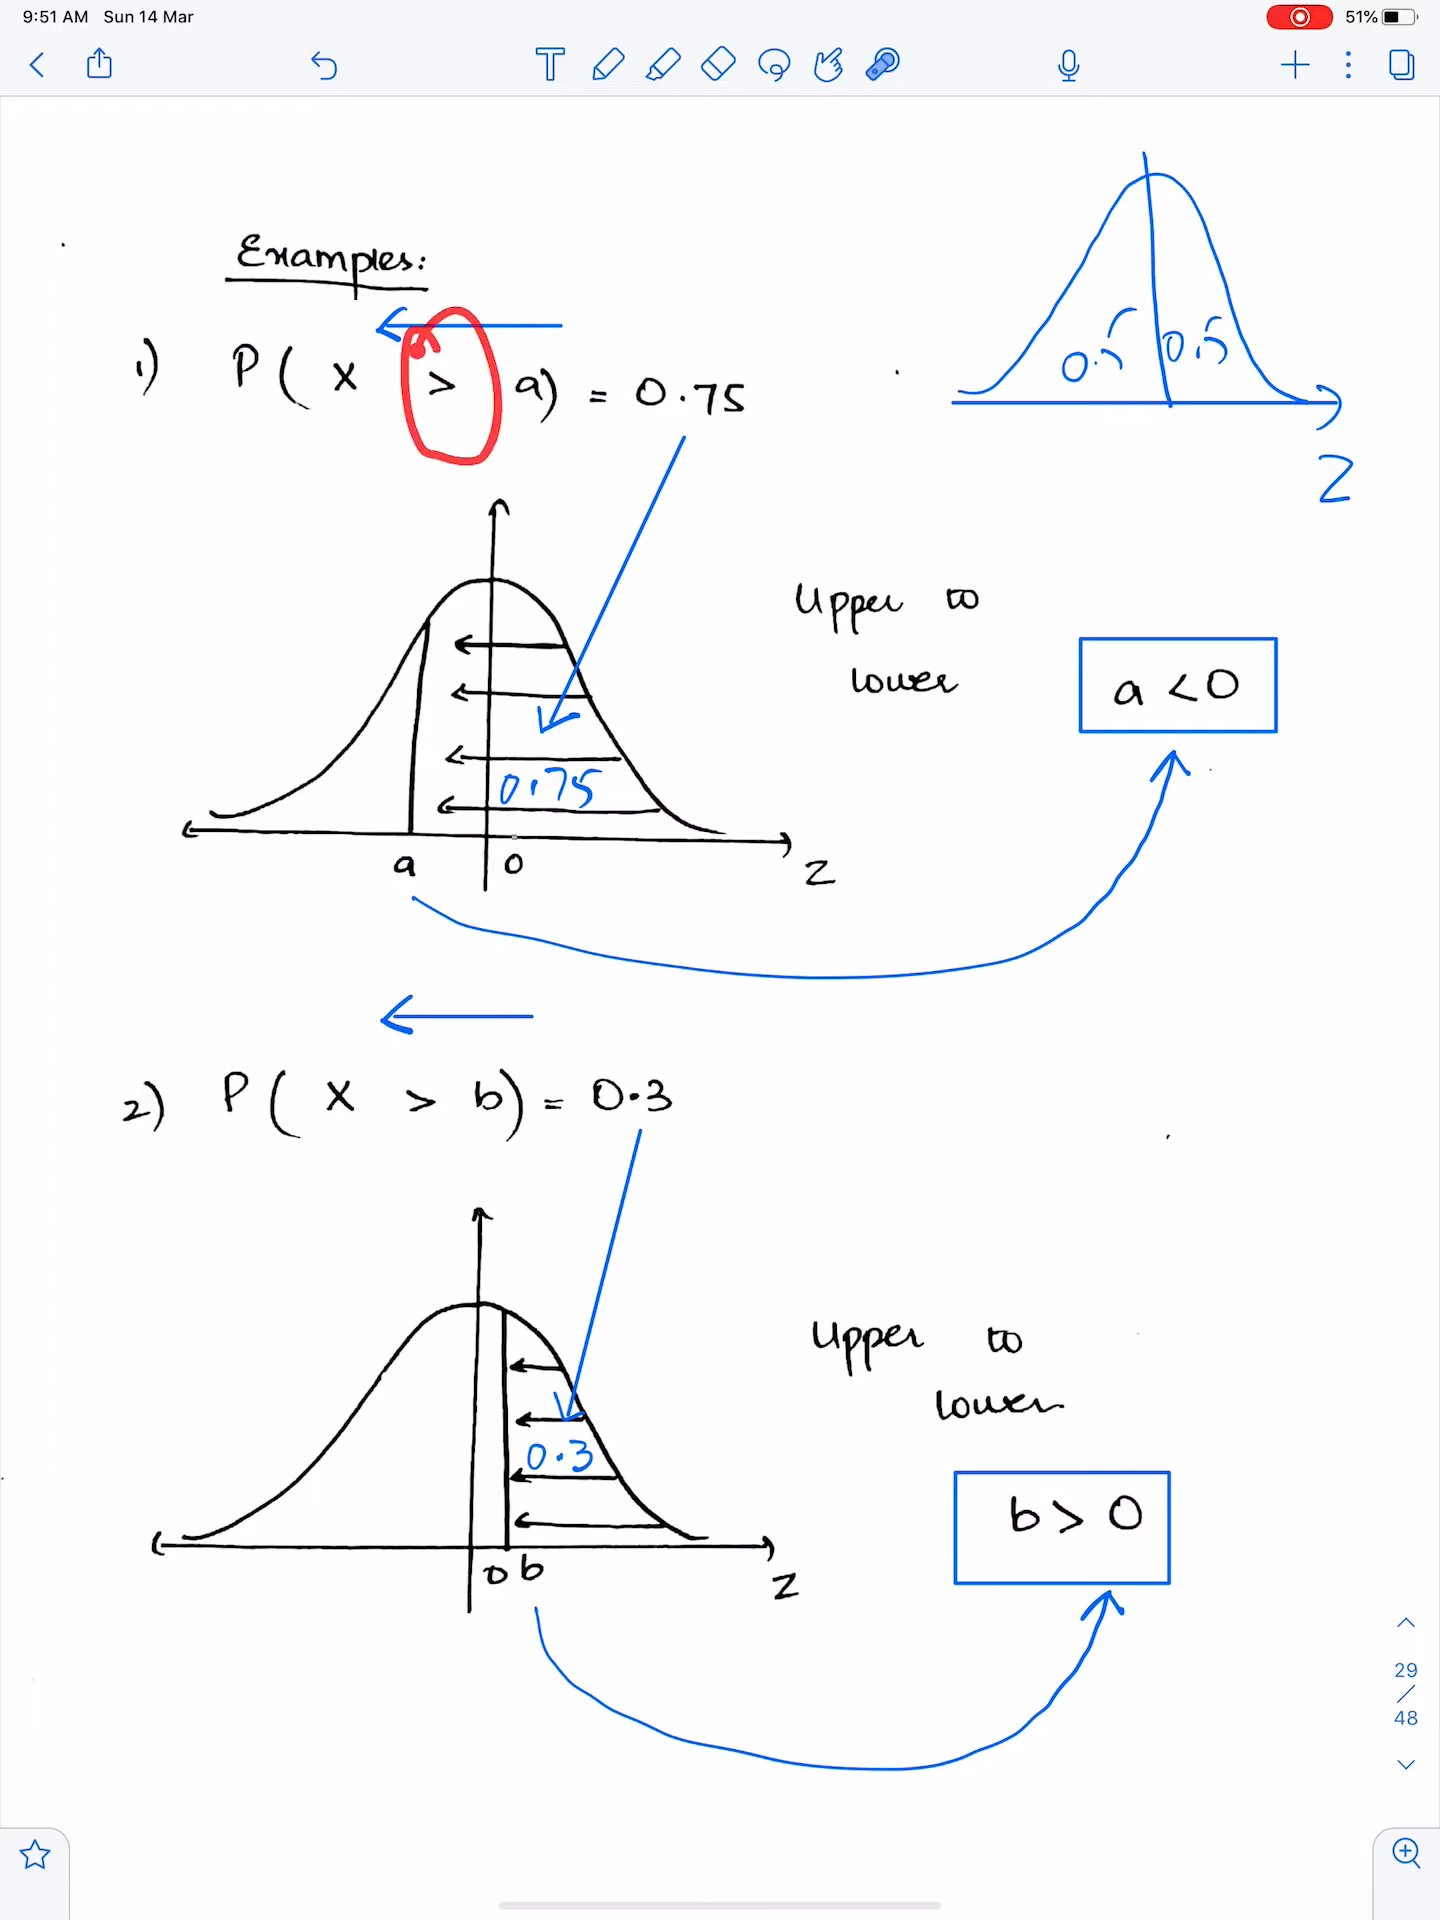 9:51 AM Sun 14 Mar
51%
T
Examples:
1) P( X > a) = 0.75
0.5 0.5
Z
Upper to
lower
a < 0
0.75
a 0 Z
2) P( X > b) = 0.3
Upper to
lower
0.3
b > 0
0 b Z
29
/
48